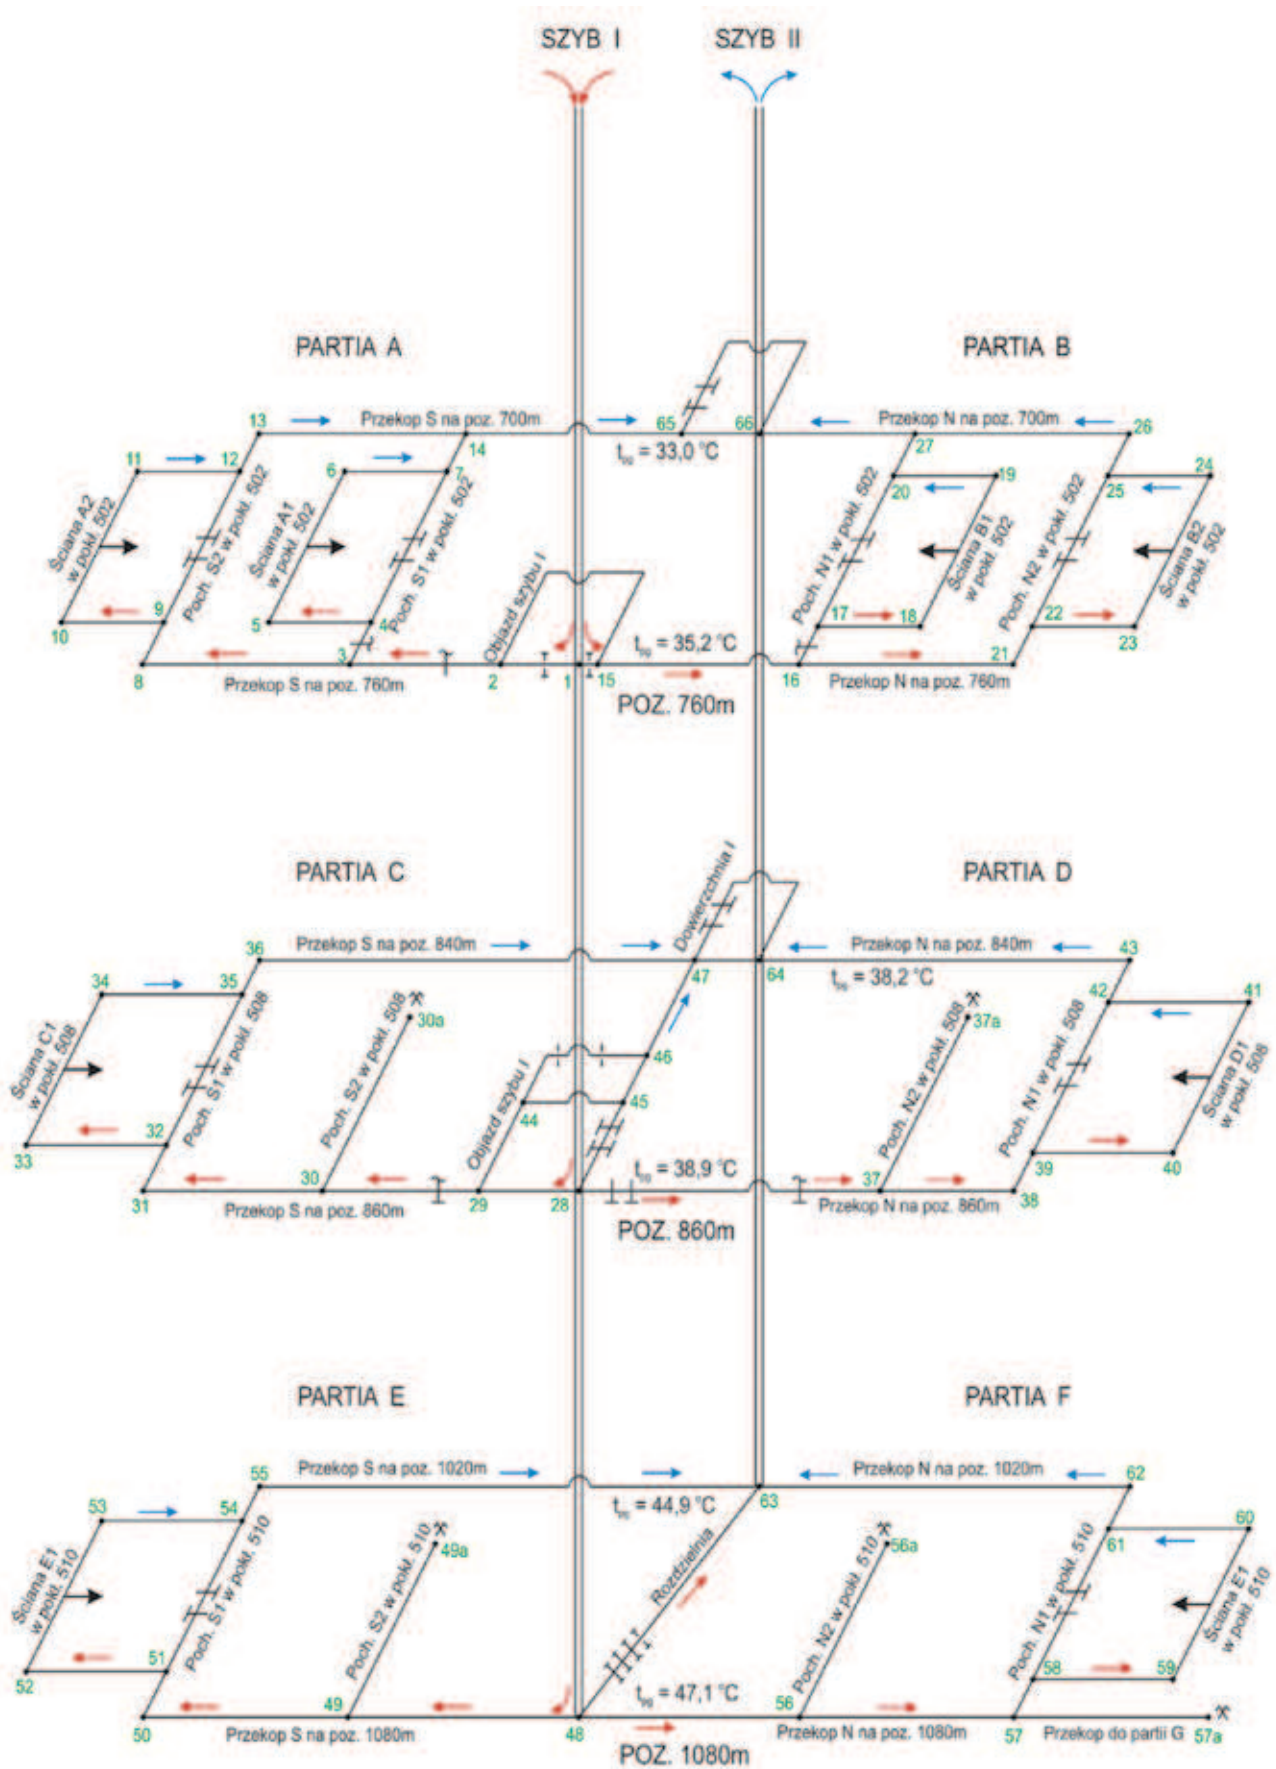 SZYB I
SZYB II
PARTIA A
PARTIA B
13
Przekop S na poz. 700m
14
65
66
t_pg = 33,0 °C
Przekop N na poz. 700m
27
26
11
12
6
7
20
19
25
24
Ściana A2
w pokł. 502
Poch. S2 w pokł. 502
Ściana A1
w pokł. 502
Poch. S1 w pokł. 502
Poch. N1 w pokł. 502
Ściana B1
w pokł. 502
Poch. N2 w pokł. 502
Ściana B2
w pokł. 502
10
9
5
4
Objazd szybu I
17
18
22
23
t_pg = 35,2 °C
8
Przekop S na poz. 760m
3
2
1
15
16
Przekop N na poz. 760m
21
POZ. 760m
PARTIA C
PARTIA D
Dowierzchnia I
36
Przekop S na poz. 840m
47
64
Przekop N na poz. 840m
43
t_pg = 38,2 °C
34
35
30a
37a
42
41
Ściana C1
w pokł. 508
Poch. S1 w pokł. 508
Poch. S2 w pokł. 508
Objazd szybu I
46
44
45
Poch. N2 w pokł. 508
Poch. N1 w pokł. 508
Ściana D1
w pokł. 508
33
32
39
40
t_pg = 38,9 °C
31
Przekop S na poz. 860m
30
29
28
37
Przekop N na poz. 860m
38
POZ. 860m
PARTIA E
PARTIA F
55
Przekop S na poz. 1020m
63
Przekop N na poz. 1020m
62
t_pg = 44,9 °C
53
54
49a
56a
61
60
Ściana E1
w pokł. 510
Poch. S1 w pokł. 510
Poch. S2 w pokł. 510
Rozdzielnia
Poch. N2 w pokł. 510
Poch. N1 w pokł. 510
Ściana E1
w pokł. 510
52
51
58
59
t_pg = 47,1 °C
50
Przekop S na poz. 1080m
49
48
56
Przekop N na poz. 1080m
57
Przekop do partii G
57a
POZ. 1080m